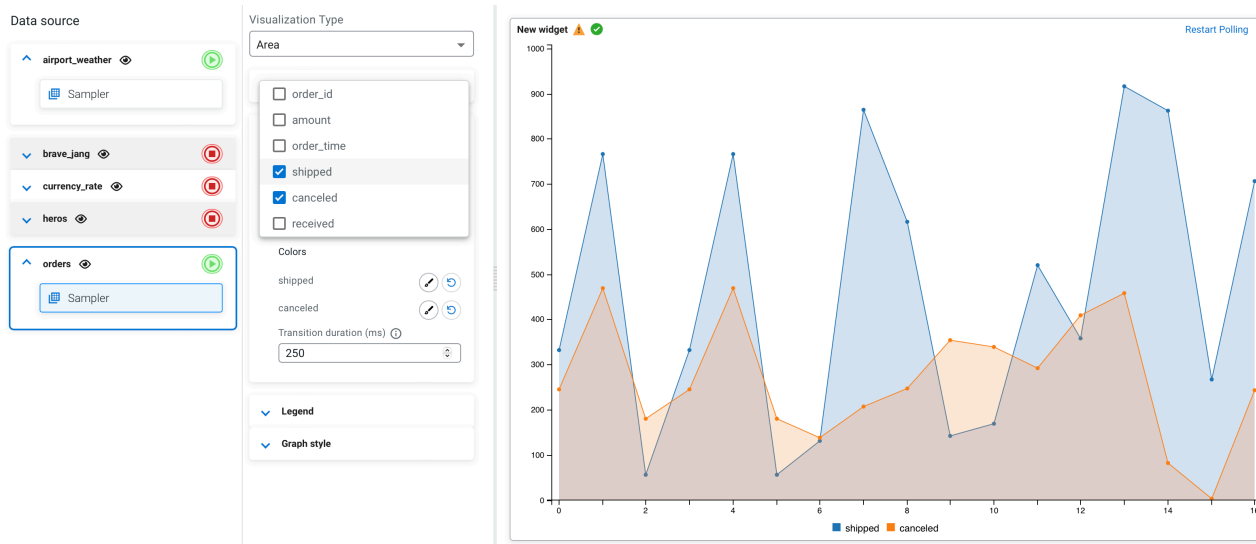 Data source
airport_weather
Sampler
brave_jang
currency_rate
heros
orders
Sampler
Visualization Type
Area
order_id
amount
order_time
shipped
canceled
received
Colors
shipped
canceled
Transition duration (ms)
250
Legend
Graph style
New widget
Restart Polling
1000
900
800
700
600
500
400
300
200
100
0
0 2 4 6 8 10 12 14 16
shipped canceled